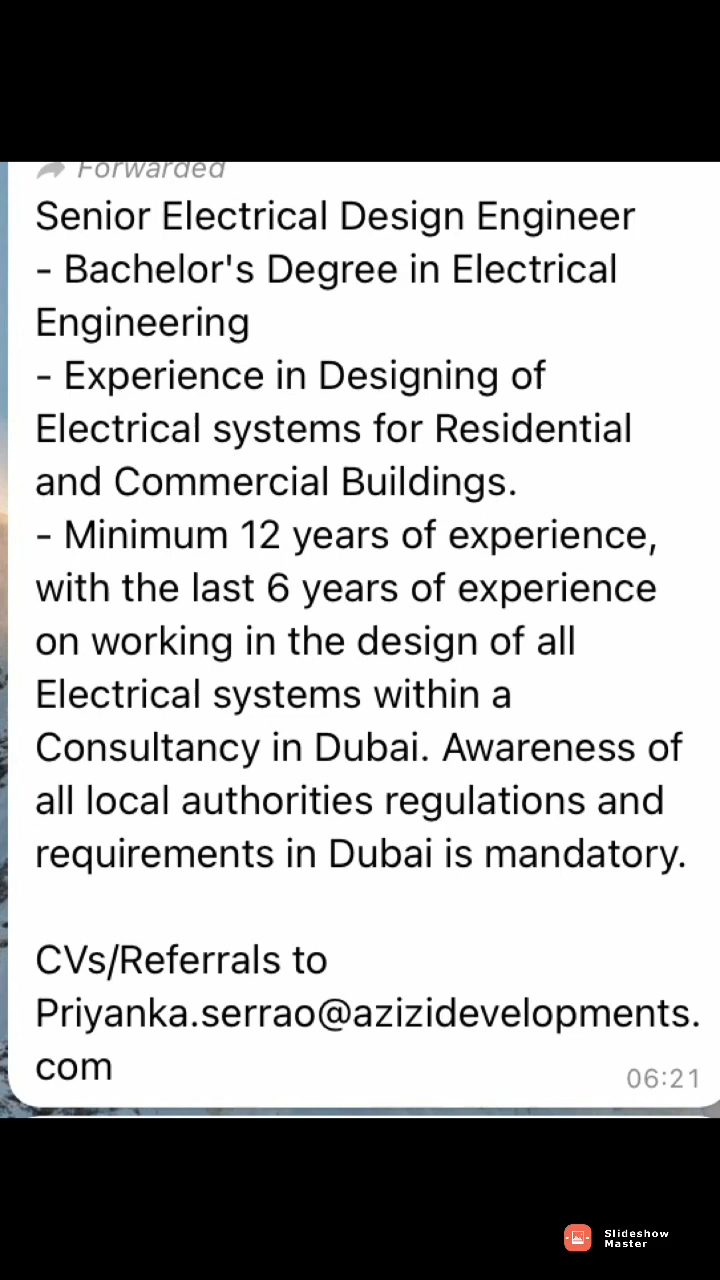 Forwarded
Senior Electrical Design Engineer
- Bachelor's Degree in Electrical
Engineering
- Experience in Designing of
Electrical systems for Residential
and Commercial Buildings.
- Minimum 12 years of experience,
with the last 6 years of experience
on working in the design of all
Electrical systems within a
Consultancy in Dubai. Awareness of
all local authorities regulations and
requirements in Dubai is mandatory.
CVs/Referrals to
Priyanka.serrao@azizidevelopments.
com
06:21
Slideshow
Master